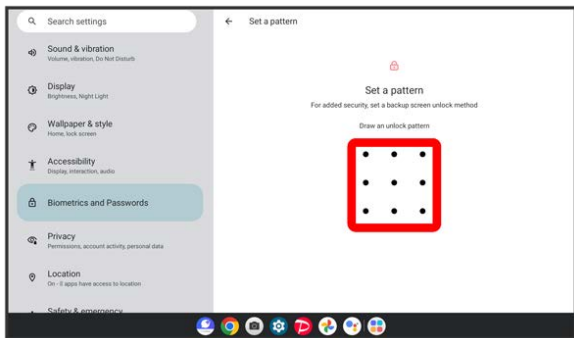 Search settings
Sound & vibration
Volume, vibration, Do Not Disturb
Display
Brightness, Night Light
Wallpaper & style
Home, lock screen
Accessibility
Display, interaction, audio
Biometrics and Passwords
Privacy
Permissions, account activity, personal data
Location
On - 3 apps have access to location
Safety & emergency
Set a pattern
Set a pattern
For added security, set a backup screen unlock method
Draw an unlock pattern